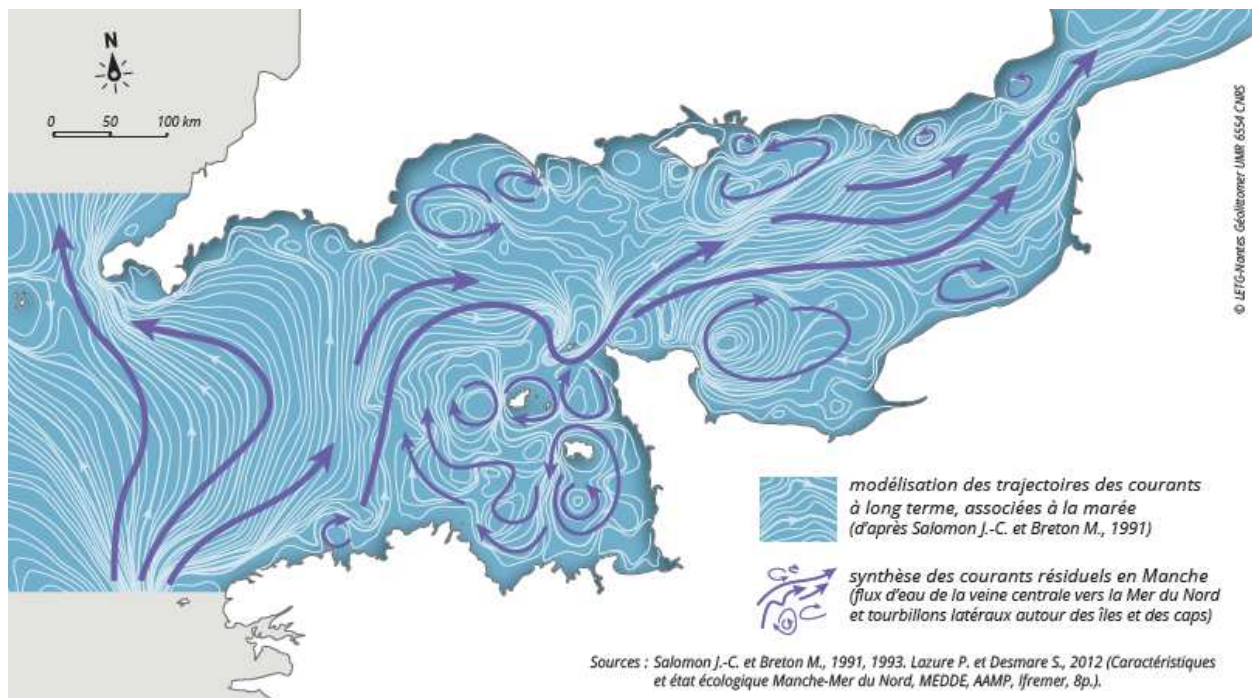 N
0 50 100 km
© LETG-Nantes Géolittomer UMR 6554 CNRS
modélisation des trajectoires des courants
à long terme, associées à la marée
(d'après Salomon J.-C. et Breton M., 1991)
synthèse des courants résiduels en Manche
(flux d'eau de la veine centrale vers la Mer du Nord
et tourbillons latéraux autour des îles et des caps)
Sources : Salomon J.-C. et Breton M., 1991, 1993. Lazure P. et Desmare S., 2012 (Caractéristiques
et état écologique Manche-Mer du Nord, MEDDE, AAMP, Ifremer, 8p.).